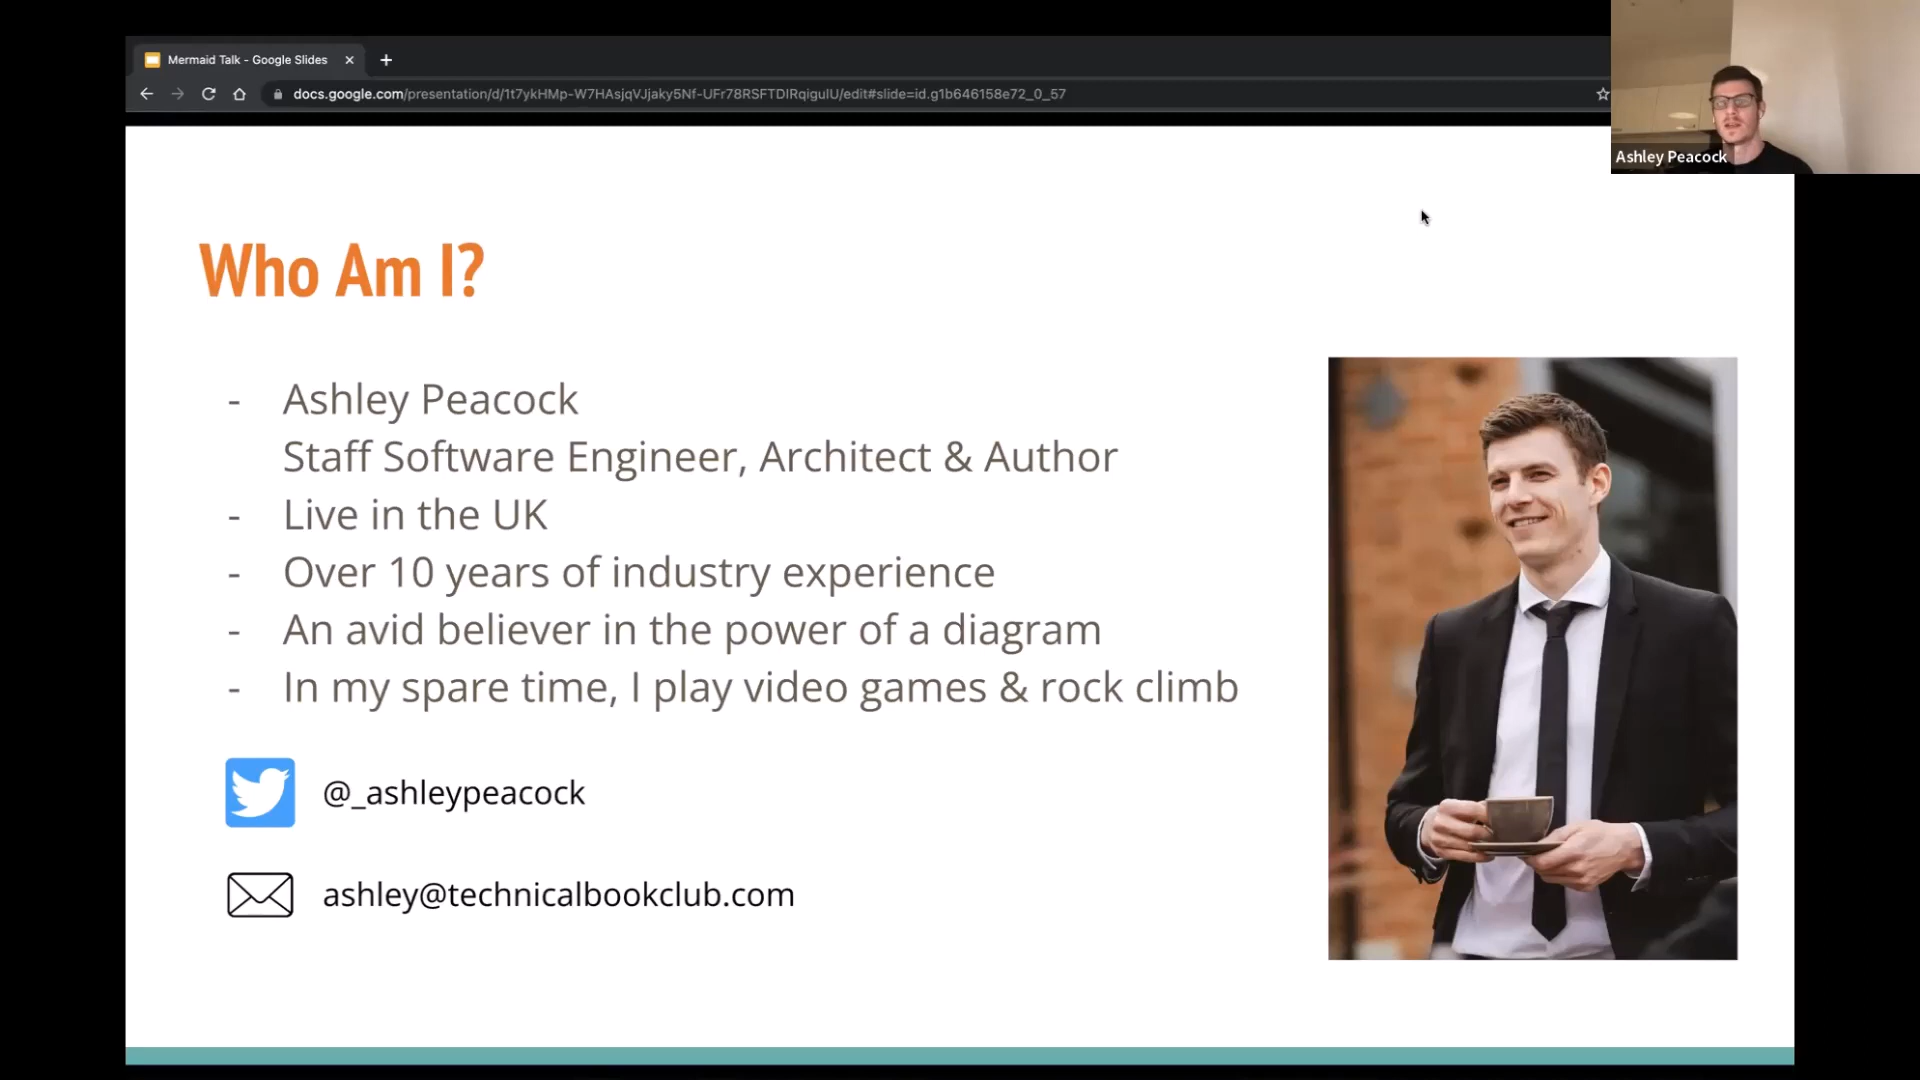 Mermaid Talk - Google Slides
docs.google.com/presentation/d/1t7ykHMp-W7HAsjqVJjaky5Nf-UFr78RSFTDIRqigulU/edit#slide=id.g1b646158e72_0_57
Ashley Peacock
Who Am I?
- Ashley Peacock
Staff Software Engineer, Architect & Author
- Live in the UK
- Over 10 years of industry experience
- An avid believer in the power of a diagram
- In my spare time, I play video games & rock climb
@_ashleypeacock
ashley@technicalbookclub.com